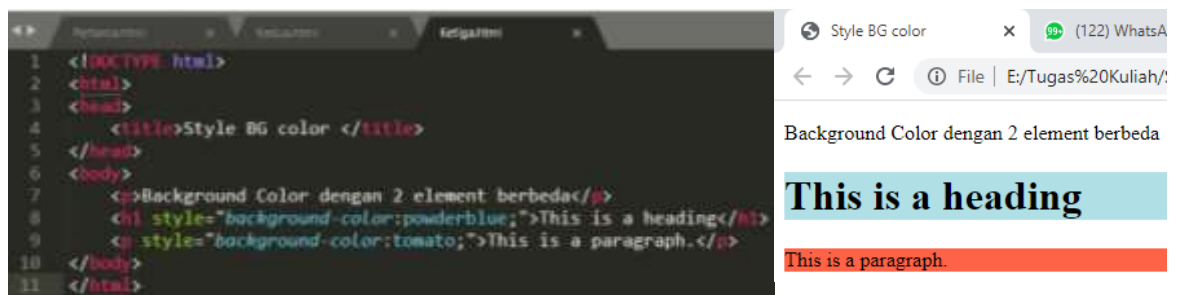 Ketiga.html ×
1 <!DOCTYPE html>
2 <html>
3 <head>
4 <title>Style BG color </title>
5 </head>
6 <body>
7 <p>Background Color dengan 2 element berbeda</p>
8 <h1 style="background-color:powderblue;">This is a heading</h1>
9 <p style="background-color:tomato;">This is a paragraph.</p>
10 </body>
11 </html>
Style BG color × 99+ (122) WhatsA
File | E:/Tugas%20Kuliah/
Background Color dengan 2 element berbeda
This is a heading
This is a paragraph.